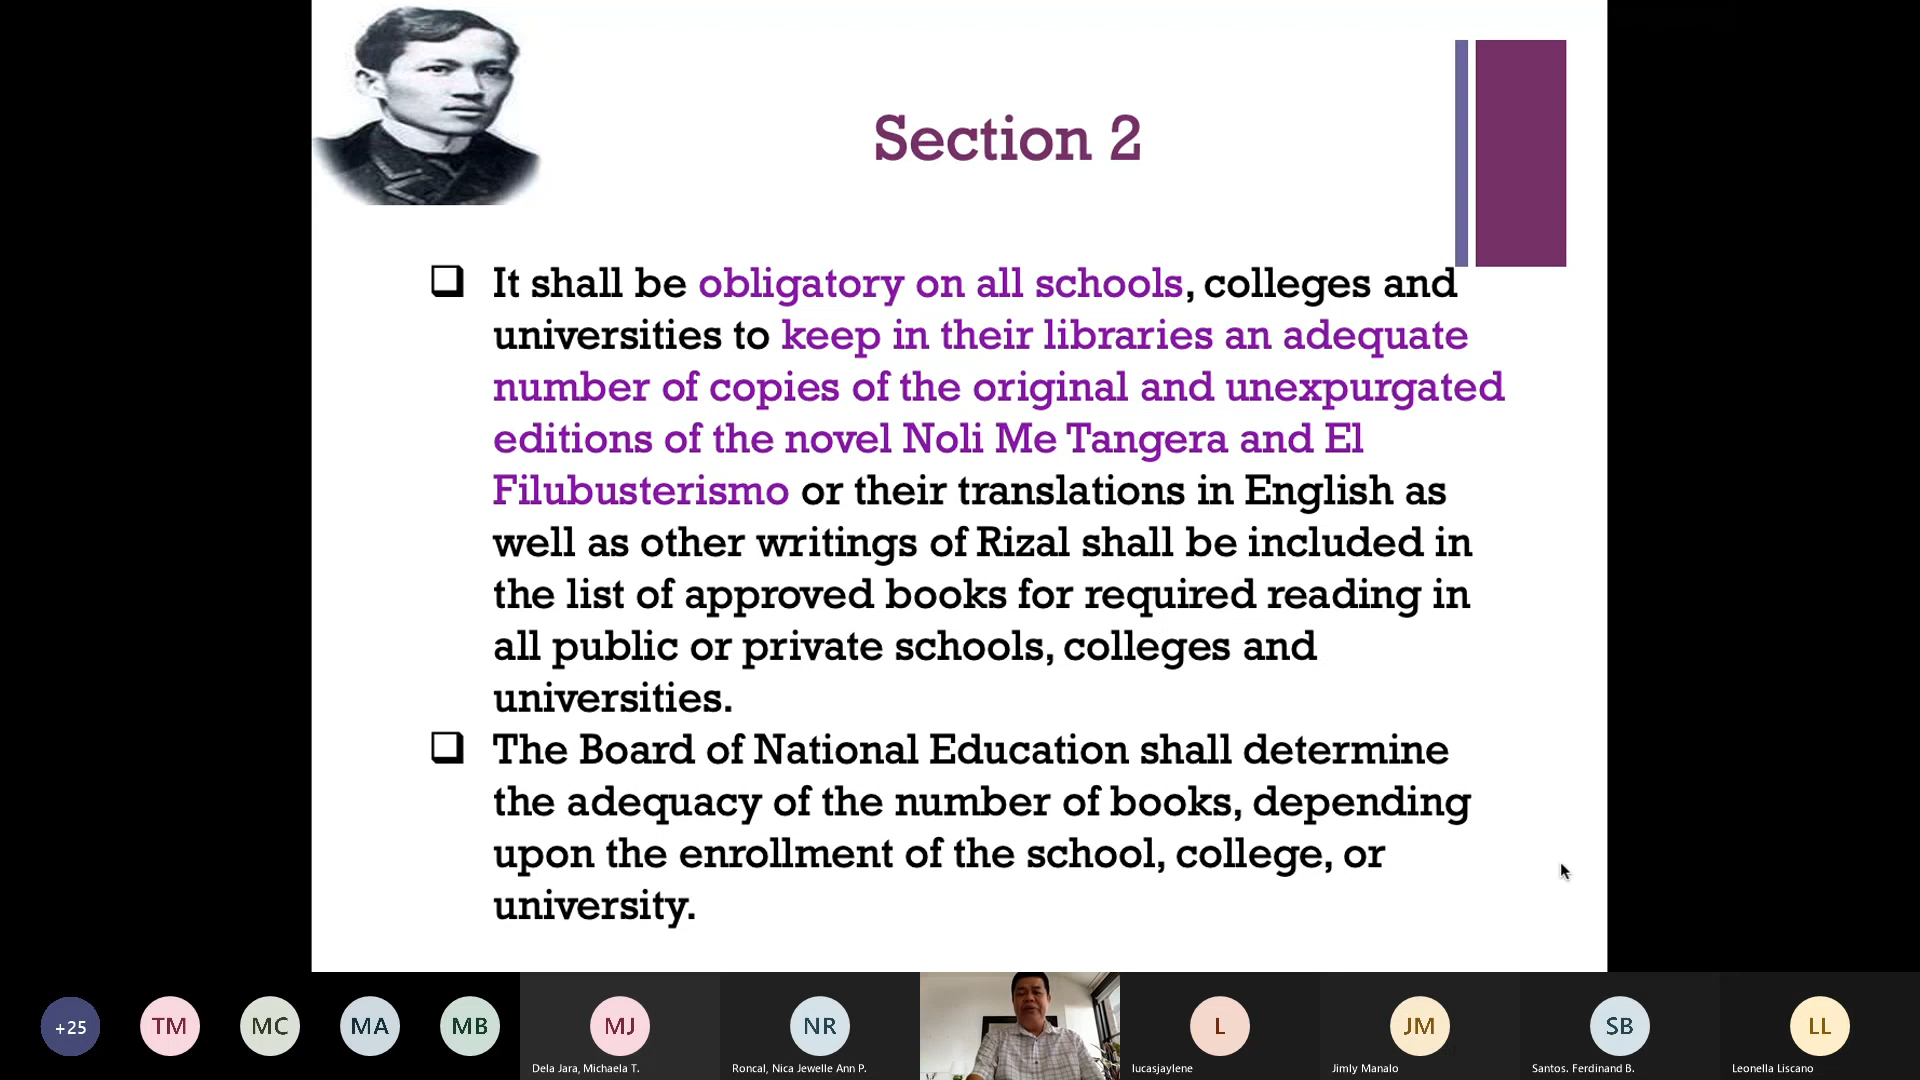 Section 2
❑ It shall be obligatory on all schools, colleges and
universities to keep in their libraries an adequate
number of copies of the original and unexpurgated
editions of the novel Noli Me Tangera and El
Filubusterismo or their translations in English as
well as other writings of Rizal shall be included in
the list of approved books for required reading in
all public or private schools, colleges and
universities.
❑ The Board of National Education shall determine
the adequacy of the number of books, depending
upon the enrollment of the school, college, or
university.
+25
TM
MC
MA
MB
MJ
NR
L
JM
SB
LL
Dela Jara, Michaela T.
Roncal, Nica Jewelle Ann P.
lucasjaylene
Jimly Manalo
Santos. Ferdinand B.
Leonella Liscano